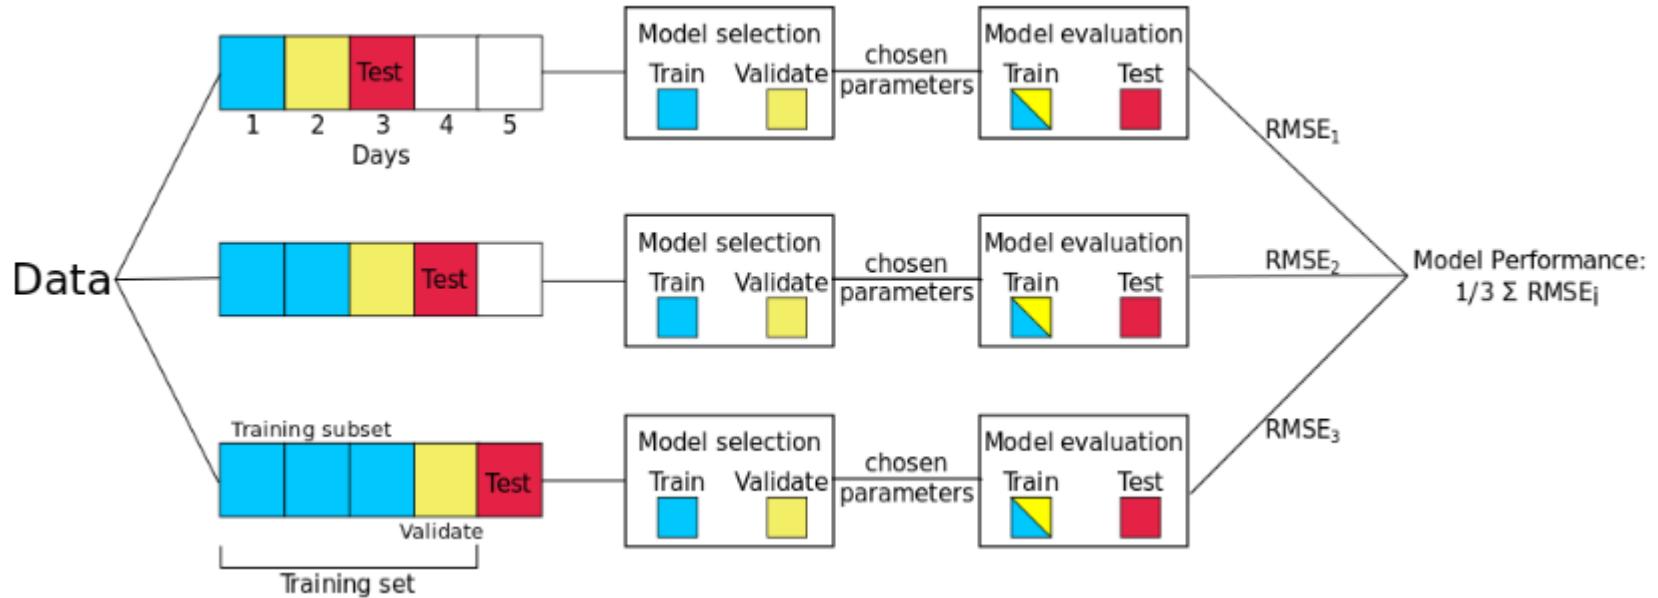 Data
Test
1 2 3 4 5
Days
Model selection
Train Validate
chosen
parameters
Model evaluation
Train Test
RMSE₁
Test
Model selection
Train Validate
chosen
parameters
Model evaluation
Train Test
RMSE₂
Training subset
Test
Validate
Training set
Model selection
Train Validate
chosen
parameters
Model evaluation
Train Test
RMSE₃
Model Performance:
1/3 Σ RMSEᵢ